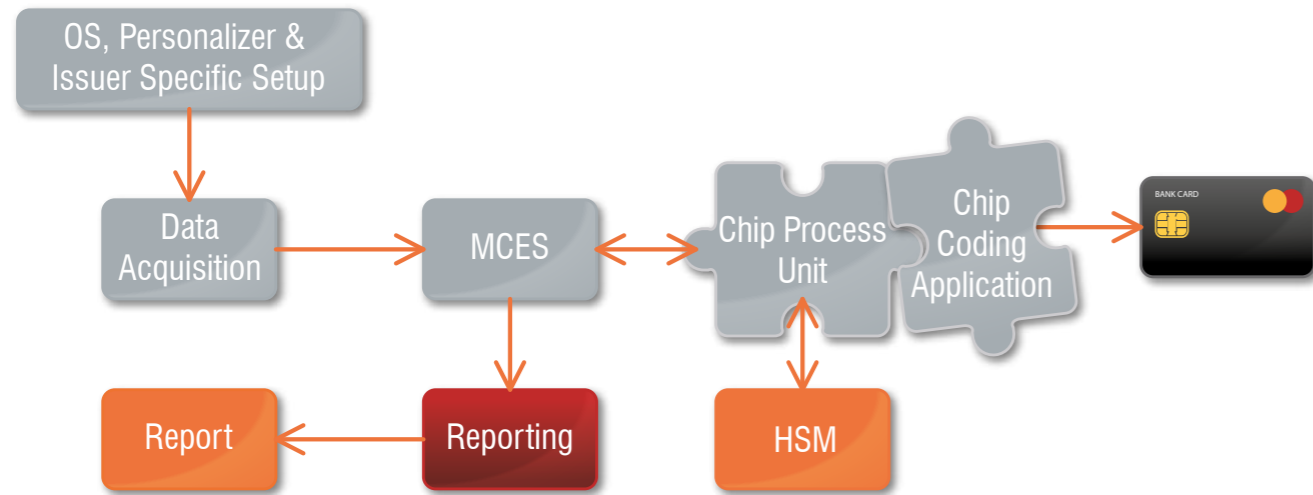 OS, Personalizer &
Issuer Specific Setup
Data
Acquisition
MCES
Chip Process
Unit
Chip
Coding
Application
BANK CARD
Report
Reporting
HSM